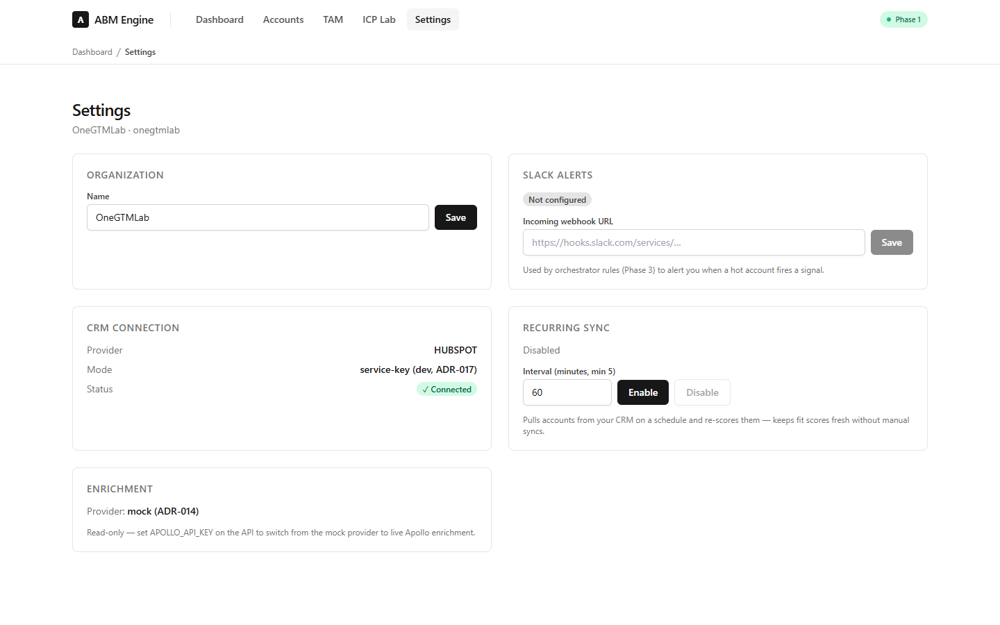 A ABM Engine Dashboard Accounts TAM ICP Lab Settings Phase 1
Dashboard / Settings
Settings
OneGTMLab · onegtmlab
ORGANIZATION
Name
OneGTMLab Save
SLACK ALERTS
Not configured
Incoming webhook URL
https://hooks.slack.com/services/... Save
Used by orchestrator rules (Phase 3) to alert you when a hot account fires a signal.
CRM CONNECTION
Provider HUBSPOT
Mode service-key (dev, ADR-017)
Status ✓ Connected
RECURRING SYNC
Disabled
Interval (minutes, min 5)
60 Enable Disable
Pulls accounts from your CRM on a schedule and re-scores them — keeps fit scores fresh without manual
syncs.
ENRICHMENT
Provider: mock (ADR-014)
Read-only — set APOLLO_API_KEY on the API to switch from the mock provider to live Apollo enrichment.